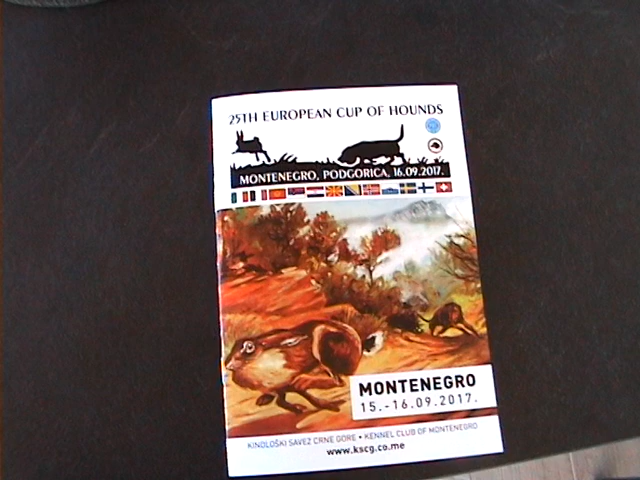 25TH EUROPEAN CUP OF HOUNDS
MONTENEGRO, PODGORICA, 16.09.2017.
MONTENEGRO
15.-16.09.2017.
KINOLOŠKI SAVEZ CRNE GORE • KENNEL CLUB OF MONTENEGRO
www.kscg.co.me